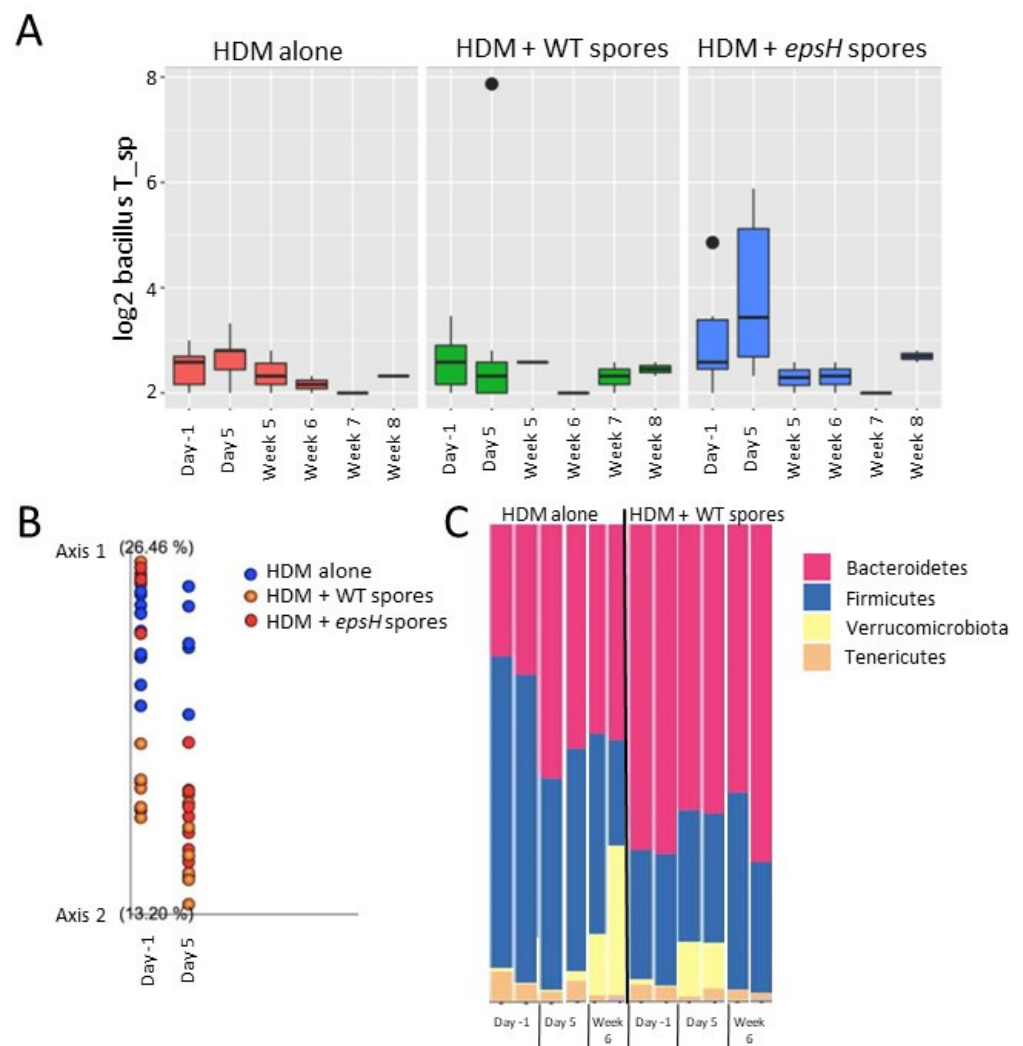 A
HDM alone
HDM + WT spores
HDM + epsH spores
log2 bacillus T_sp
8
6
4
2
Day -1
Day 5
Week 5
Week 6
Week 7
Week 8
Day -1
Day 5
Week 5
Week 6
Week 7
Week 8
Day -1
Day 5
Week 5
Week 6
Week 7
Week 8
B
Axis 1 (26.46 %)
HDM alone
HDM + WT spores
HDM + epsH spores
Axis 2 (13.20 %)
Day -1
Day 5
C
HDM alone
HDM + WT spores
Bacteroidetes
Firmicutes
Verrucomicrobiota
Tenericutes
Day -1
Day 5
Week 6
Day -1
Day 5
Week 6